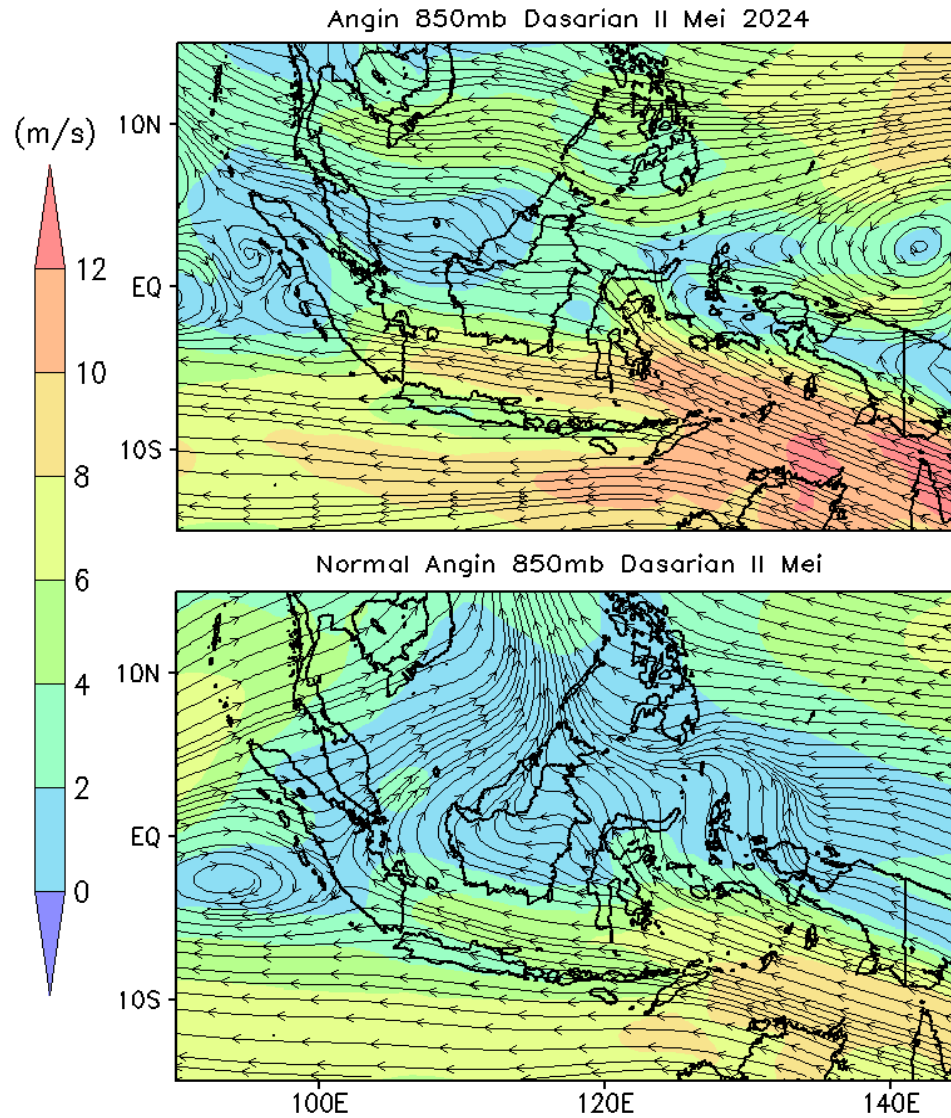 Angin 850mb Dasarian II Mei 2024
(m/s)
12
10
8
6
4
2
0
10N
EQ
10S
Normal Angin 850mb Dasarian II Mei
10N
EQ
10S
100E 120E 140E